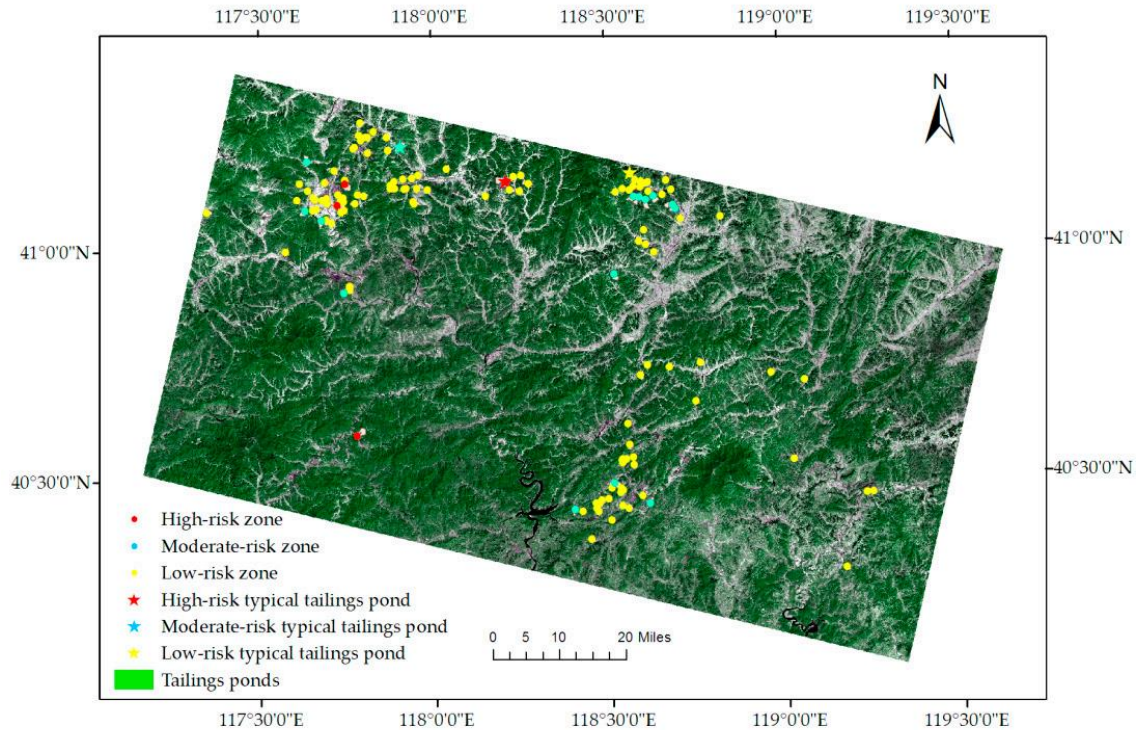 117°30'0"E 118°0'0"E 118°30'0"E 119°0'0"E 119°30'0"E
N
41°0'0"N 41°0'0"N
40°30'0"N 40°30'0"N
High-risk zone
Moderate-risk zone
Low-risk zone
High-risk typical tailings pond
Moderate-risk typical tailings pond
Low-risk typical tailings pond
Tailings ponds
0 5 10 20 Miles
117°30'0"E 118°0'0"E 118°30'0"E 119°0'0"E 119°30'0"E